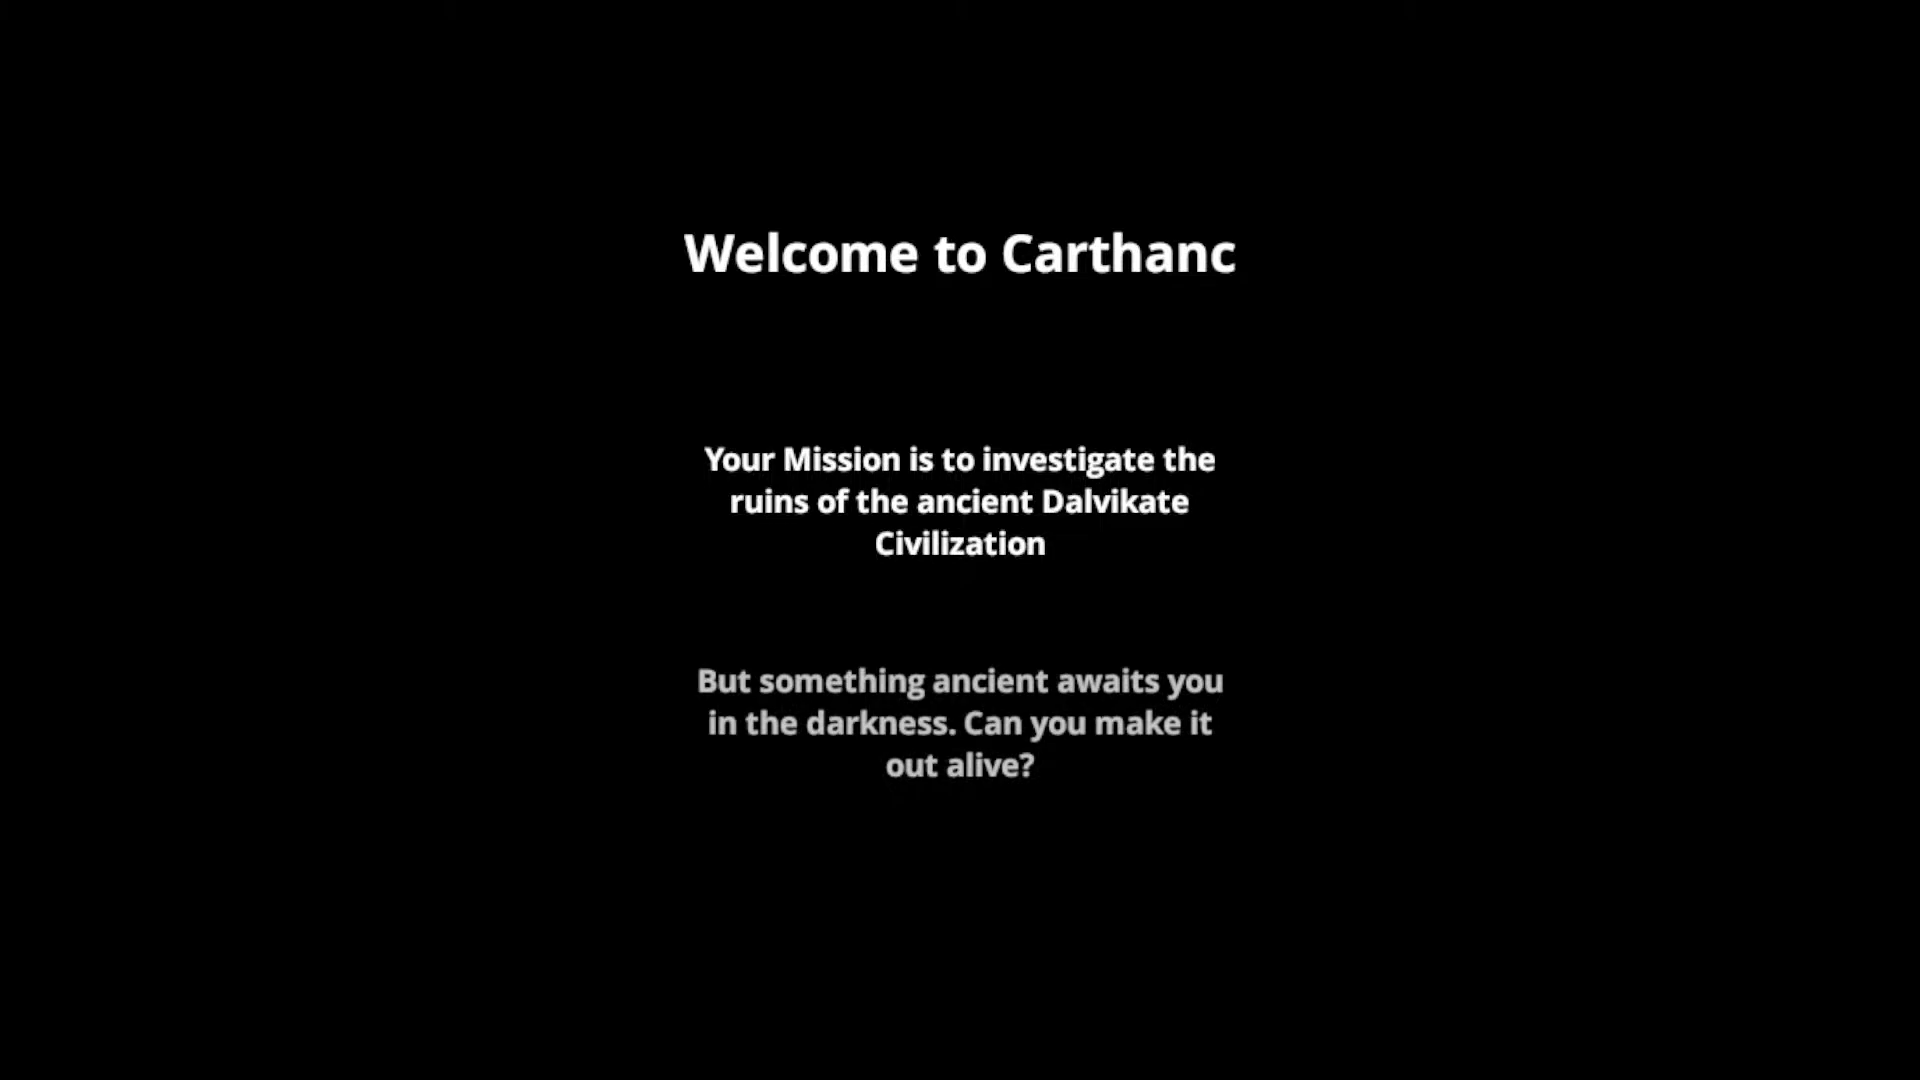 Welcome to Carthanc
Your Mission is to investigate the
ruins of the ancient Dalvikate
Civilization
But something ancient awaits you
in the darkness. Can you make it
out alive?